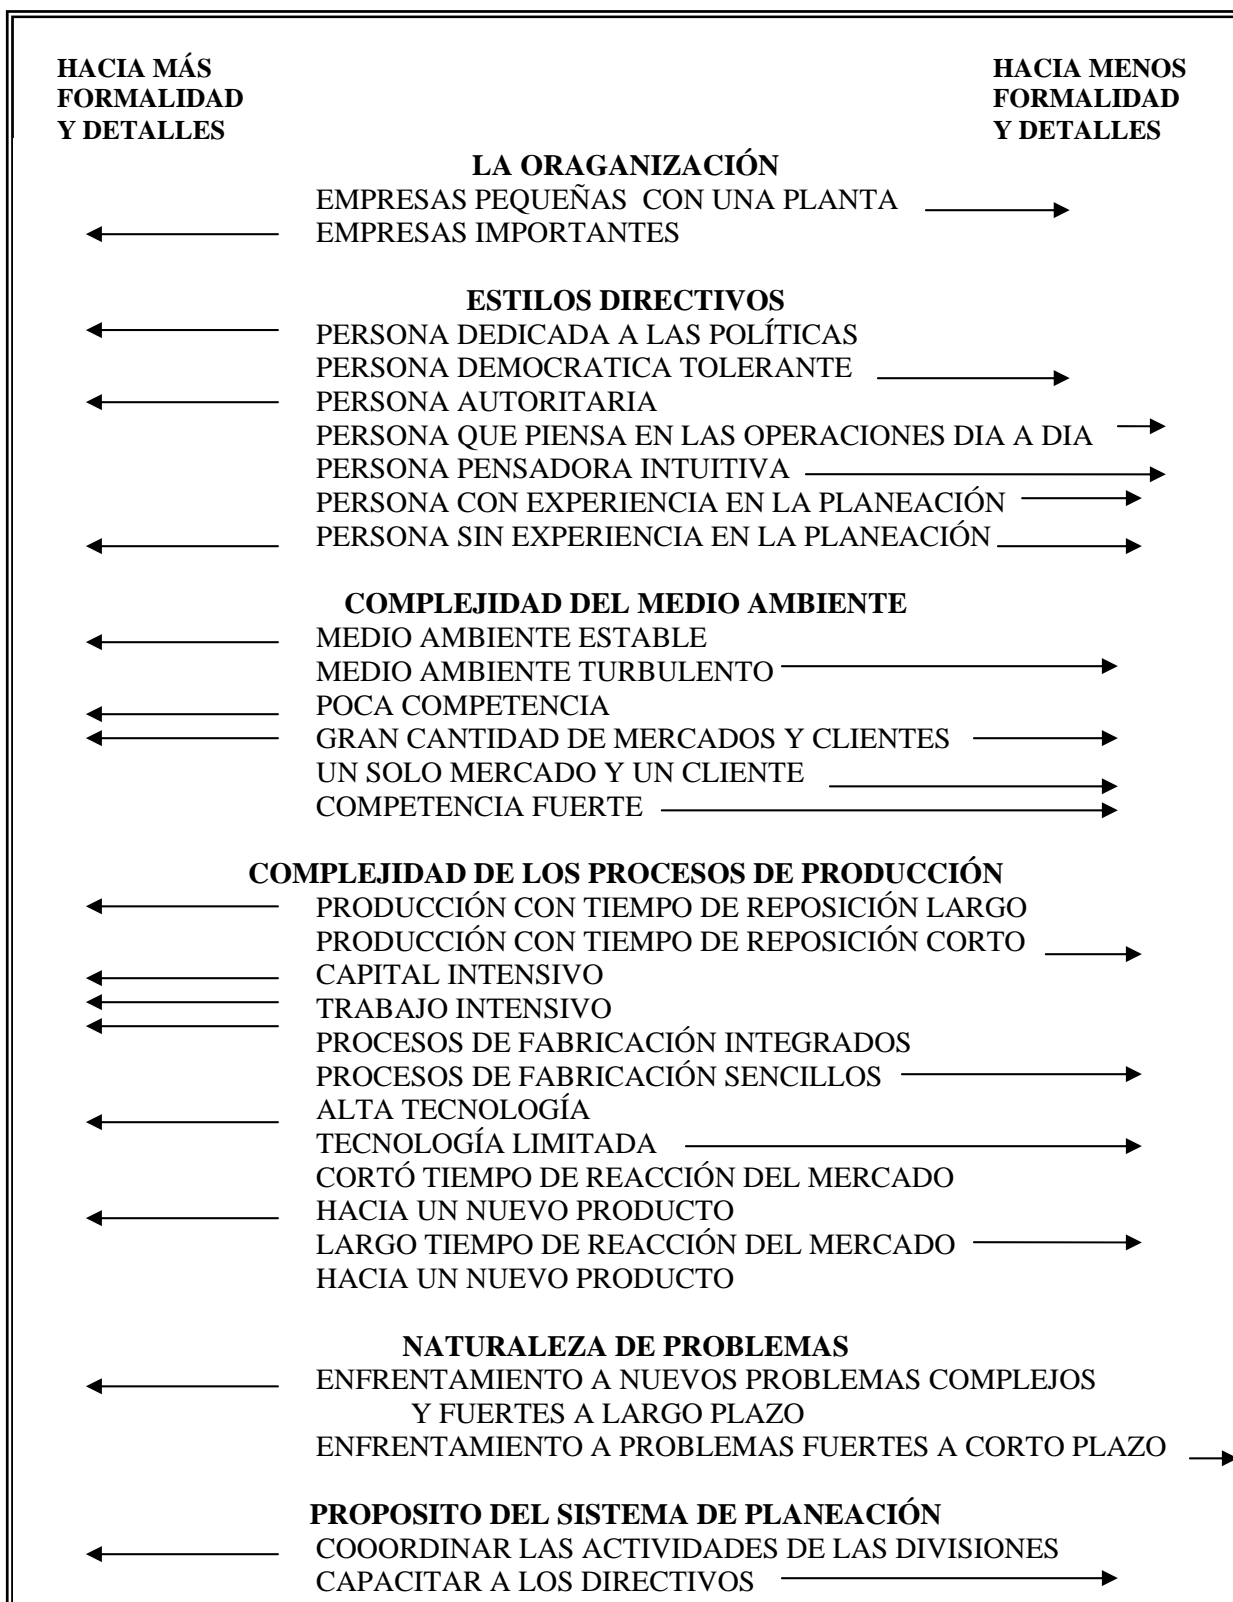 HACIA MÁS
FORMALIDAD
Y DETALLES
HACIA MENOS
FORMALIDAD
Y DETALLES
LA ORAGANIZACIÓN
EMPRESAS PEQUEÑAS CON UNA PLANTA
EMPRESAS IMPORTANTES
ESTILOS DIRECTIVOS
PERSONA DEDICADA A LAS POLÍTICAS
PERSONA DEMOCRATICA TOLERANTE
PERSONA AUTORITARIA
PERSONA QUE PIENSA EN LAS OPERACIONES DIA A DIA
PERSONA PENSADORA INTUITIVA
PERSONA CON EXPERIENCIA EN LA PLANEACIÓN
PERSONA SIN EXPERIENCIA EN LA PLANEACIÓN
COMPLEJIDAD DEL MEDIO AMBIENTE
MEDIO AMBIENTE ESTABLE
MEDIO AMBIENTE TURBULENTO
POCA COMPETENCIA
GRAN CANTIDAD DE MERCADOS Y CLIENTES
UN SOLO MERCADO Y UN CLIENTE
COMPETENCIA FUERTE
COMPLEJIDAD DE LOS PROCESOS DE PRODUCCIÓN
PRODUCCIÓN CON TIEMPO DE REPOSICIÓN LARGO
PRODUCCIÓN CON TIEMPO DE REPOSICIÓN CORTO
CAPITAL INTENSIVO
TRABAJO INTENSIVO
PROCESOS DE FABRICACIÓN INTEGRADOS
PROCESOS DE FABRICACIÓN SENCILLOS
ALTA TECNOLOGÍA
TECNOLOGÍA LIMITADA
CORTÓ TIEMPO DE REACCIÓN DEL MERCADO
HACIA UN NUEVO PRODUCTO
LARGO TIEMPO DE REACCIÓN DEL MERCADO
HACIA UN NUEVO PRODUCTO
NATURALEZA DE PROBLEMAS
ENFRENTAMIENTO A NUEVOS PROBLEMAS COMPLEJOS
Y FUERTES A LARGO PLAZO
ENFRENTAMIENTO A PROBLEMAS FUERTES A CORTO PLAZO
PROPOSITO DEL SISTEMA DE PLANEACIÓN
COOORDINAR LAS ACTIVIDADES DE LAS DIVISIONES
CAPACITAR A LOS DIRECTIVOS